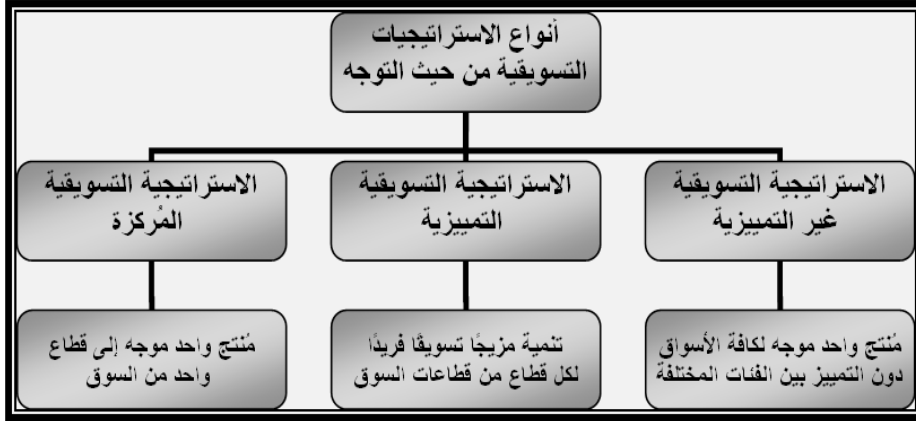 أنواع الاستراتيجيات
التسويقية من حيث التوجه
الاستراتيجية التسويقية
غير التمييزية
الاستراتيجية التسويقية
التمييزية
الاستراتيجية التسويقية
المُركزة
مُنتج واحد موجه لكافة الأسواق
دون التمييز بين الفئات المختلفة
تنمية مزيجًا تسويقًا فريدًا
لكل قطاع من قطاعات السوق
مُنتج واحد موجه إلى قطاع
واحد من السوق